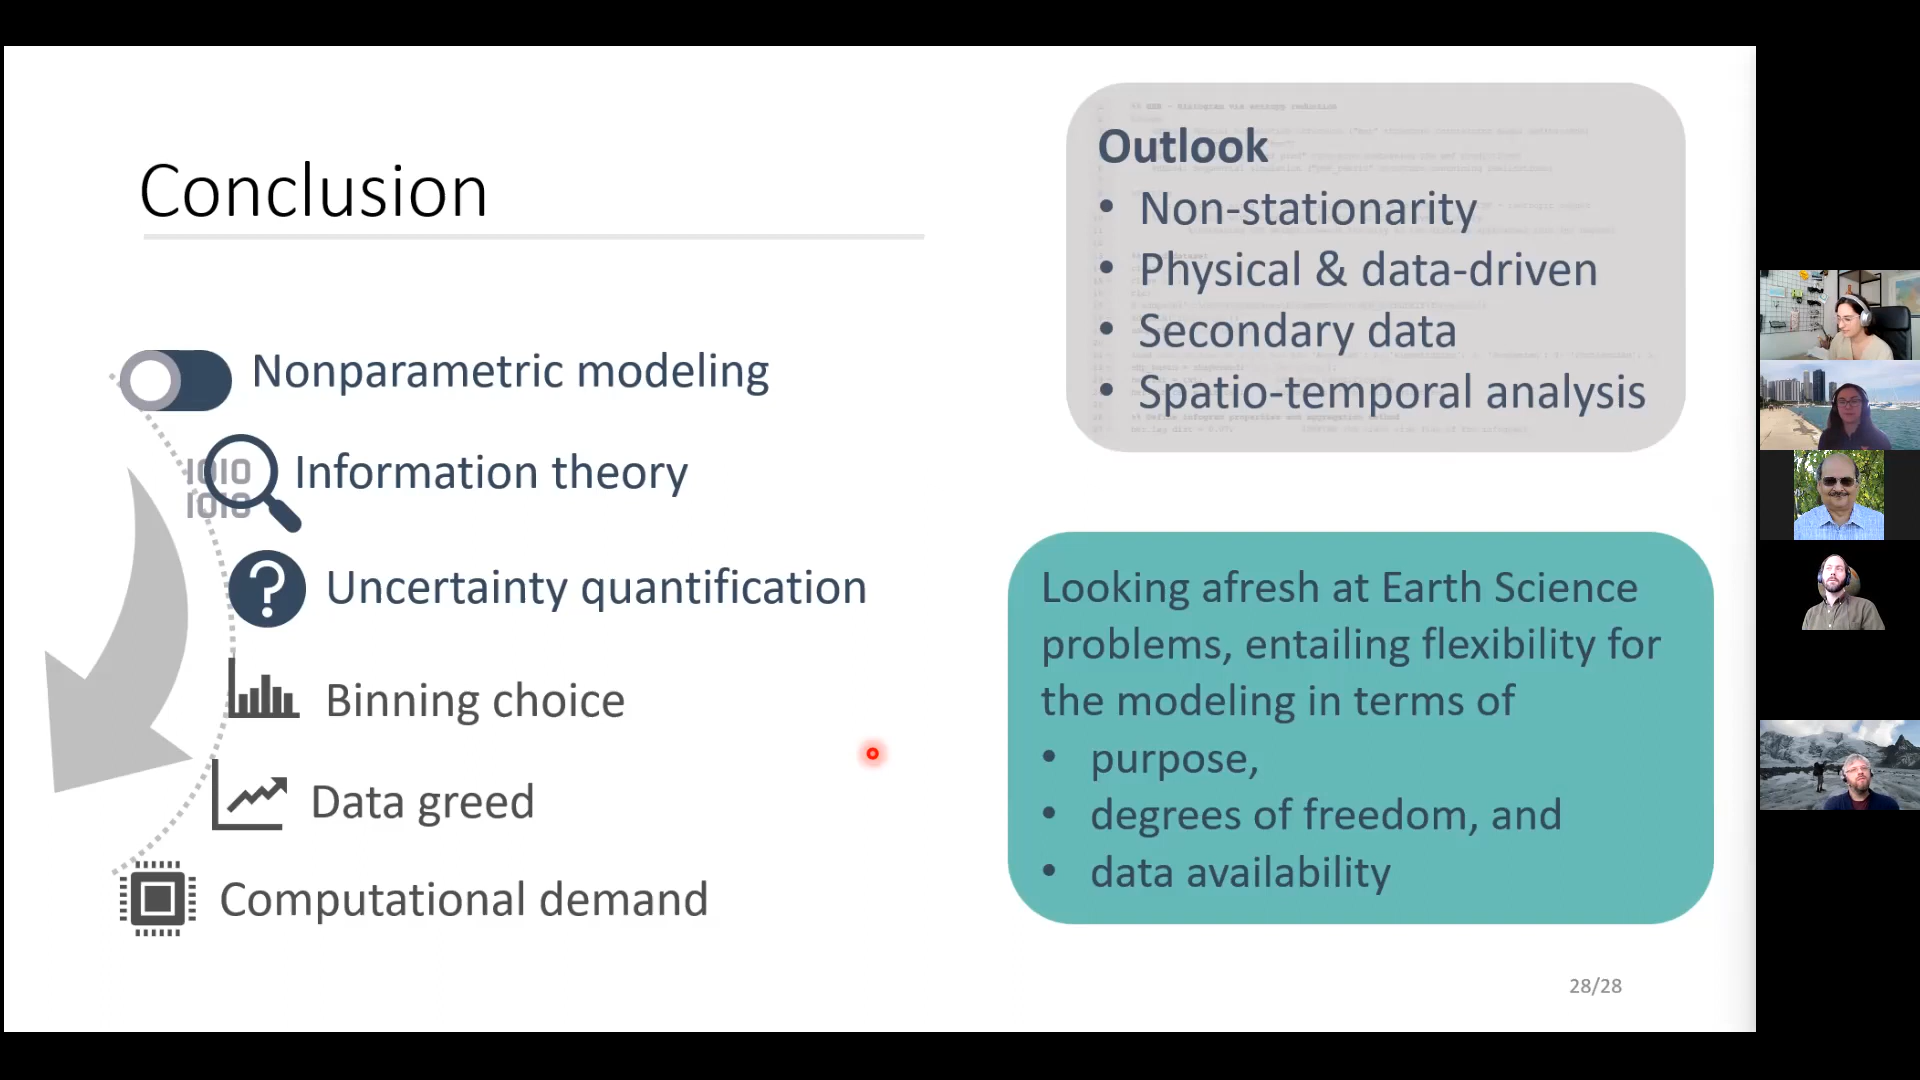 Conclusion
Nonparametric modeling
1010
1010
Information theory
?
Uncertainty quantification
Binning choice
Data greed
Computational demand
Outlook
• Non-stationarity
• Physical & data-driven
• Secondary data
• Spatio-temporal analysis
Looking afresh at Earth Science
problems, entailing flexibility for
the modeling in terms of
• purpose,
• degrees of freedom, and
• data availability
28/28